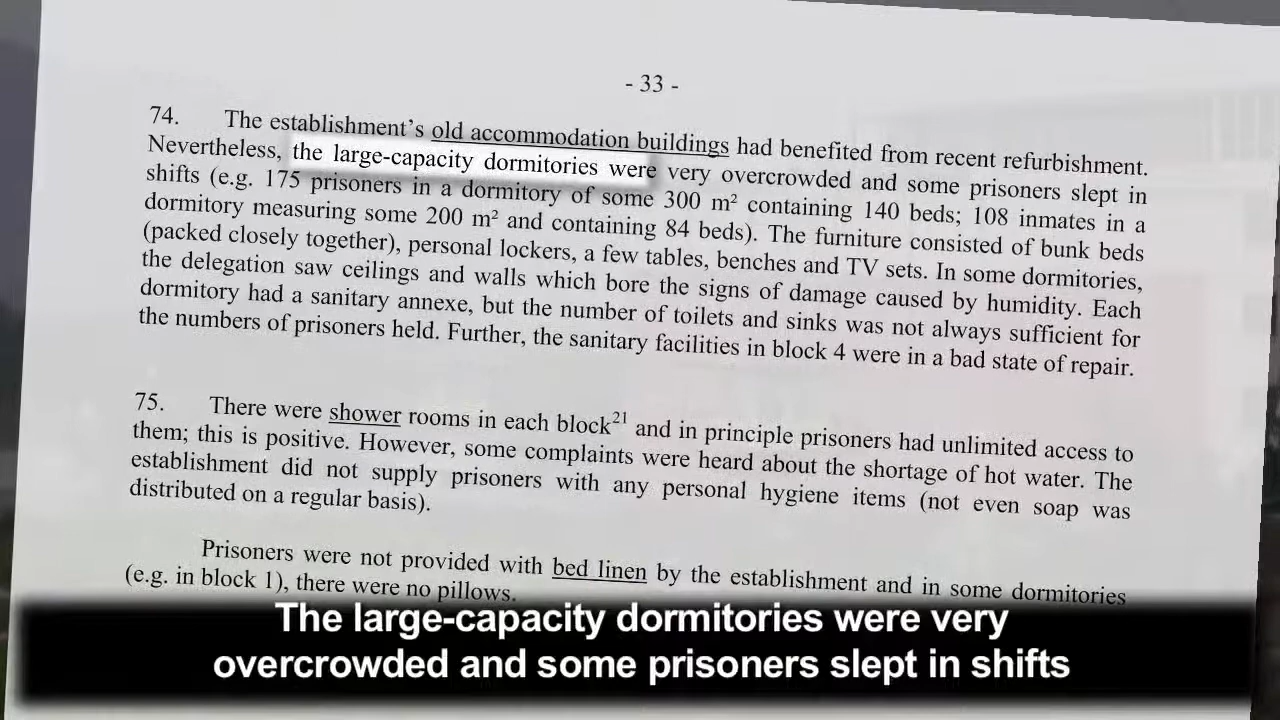 - 33 -
74. The establishment's old accommodation buildings had benefited from recent refurbishment.
Nevertheless, the large-capacity dormitories were very overcrowded and some prisoners slept in
shifts (e.g. 175 prisoners in a dormitory of some 300 m² containing 140 beds; 108 inmates in a
dormitory measuring some 200 m² and containing 84 beds). The furniture consisted of bunk beds
(packed closely together), personal lockers, a few tables, benches and TV sets. In some dormitories,
the delegation saw ceilings and walls which bore the signs of damage caused by humidity. Each
dormitory had a sanitary annexe, but the number of toilets and sinks was not always sufficient for
the numbers of prisoners held. Further, the sanitary facilities in block 4 were in a bad state of repair.
75. There were shower rooms in each block²¹ and in principle prisoners had unlimited access to
them; this is positive. However, some complaints were heard about the shortage of hot water. The
establishment did not supply prisoners with any personal hygiene items (not even soap was
distributed on a regular basis).
Prisoners were not provided with bed linen by the establishment and in some dormitories
(e.g. in block 1), there were no pillows.
The large-capacity dormitories were very
overcrowded and some prisoners slept in shifts